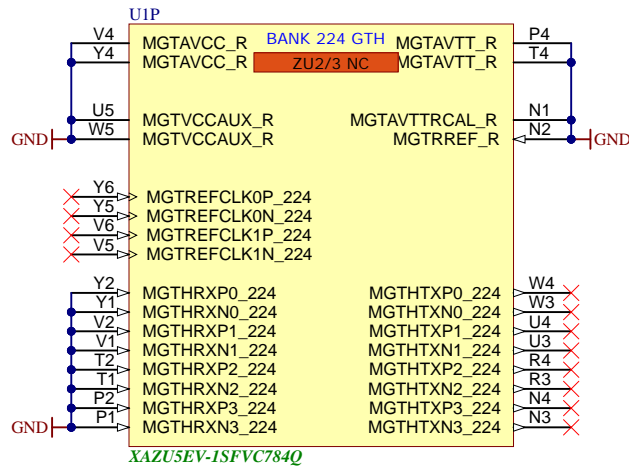 U1P
BANK 224 GTH
ZU2/3 NC
V4 MGTAVCC_R MGTAVTT_R P4
Y4 MGTAVCC_R MGTAVTT_R T4
U5 MGTVCCAUX_R MGTAVTTRCAL_R N1
GND W5 MGTVCCAUX_R MGTRREF_R N2 GND
Y6 MGTREFCLK0P_224
Y5 MGTREFCLK0N_224
V6 MGTREFCLK1P_224
V5 MGTREFCLK1N_224
Y2 MGTHRXP0_224 MGTHTXP0_224 W4
Y1 MGTHRXN0_224 MGTHTXN0_224 W3
V2 MGTHRXP1_224 MGTHTXP1_224 U4
V1 MGTHRXN1_224 MGTHTXN1_224 U3
T2 MGTHRXP2_224 MGTHTXP2_224 R4
T1 MGTHRXN2_224 MGTHTXN2_224 R3
P2 MGTHRXP3_224 MGTHTXP3_224 N4
GND P1 MGTHRXN3_224 MGTHTXN3_224 N3
XAZU5EV-1SFVC784Q